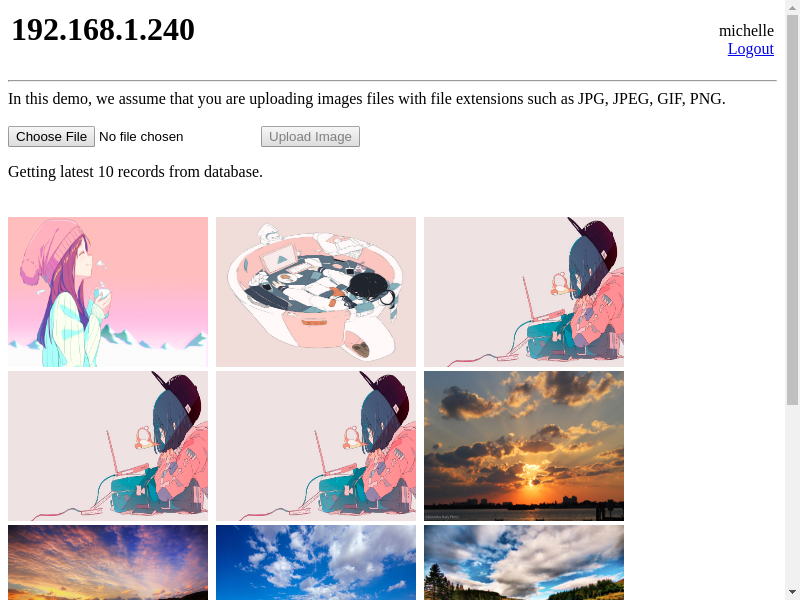 192.168.1.240
michelle
Logout
In this demo, we assume that you are uploading images files with file extensions such as JPG, JPEG, GIF, PNG.
Choose File No file chosen Upload Image
Getting latest 10 records from database.